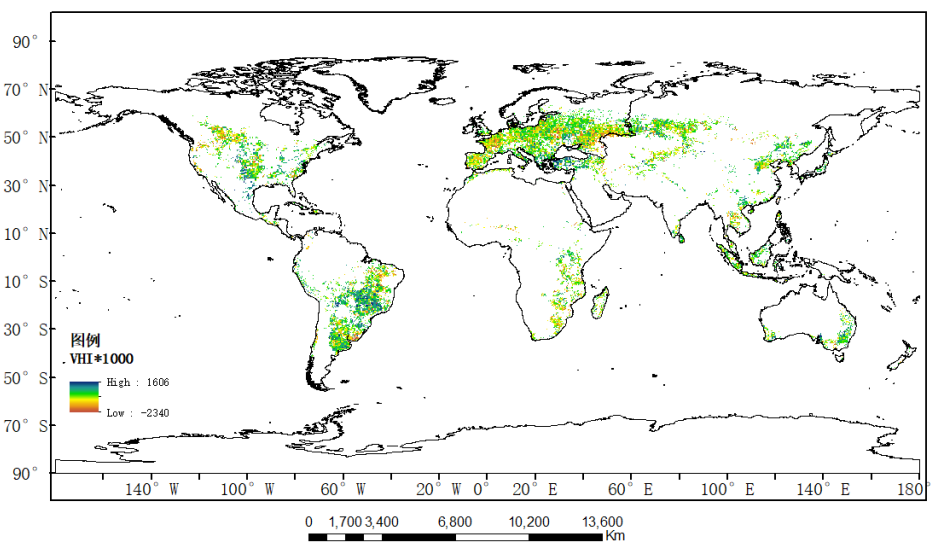 90°
70° N
50° N
30° N
10° N
10° S
30° S
50° S
70° S
90°
图例
VHI*1000
High : 1606
Low : -2340
140° W 100° W 60° W 20° W 0° 20° E 60° E 100° E 140° E 180°
0 1,700 3,400 6,800 10,200 13,600
Km